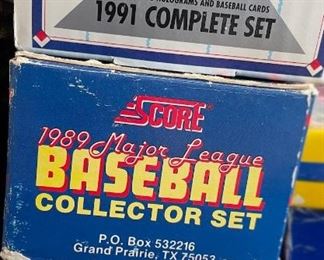 HOLOGRAMS AND BASEBALL CARDS
1991 COMPLETE SET
SCORE
1989 Major League
BASEBALL
COLLECTOR SET
P.O. Box 532216
Grand Prairie, TX 75053